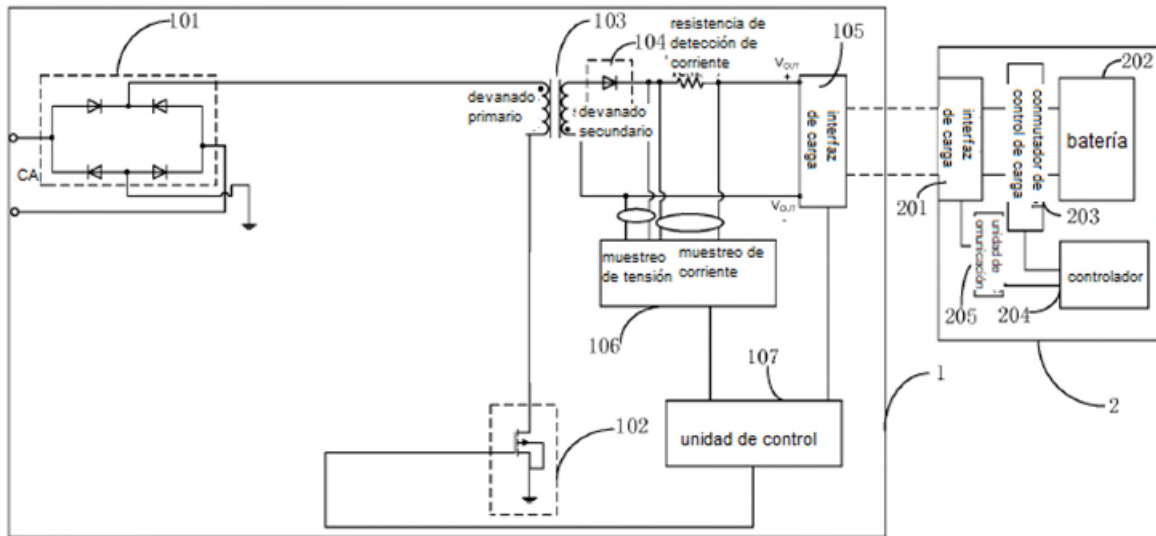 101
CA
103
104
devanado
primario
devanado
secundario
resistencia de
detección de
corriente
VOUT
+
105
interfaz
de carga
VOUT
-
muestreo
de tensión
muestreo de
corriente
106
107
unidad de control
102
1
interfaz
de carga
201
conmutador de
control de carga
203
202
batería
unidad de
omunicación
205
204
controlador
2